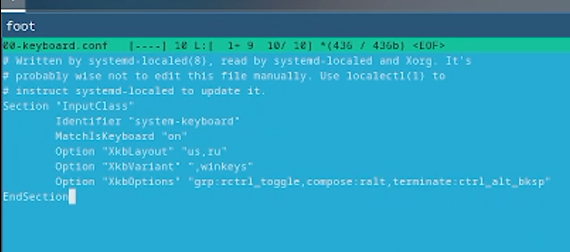 foot
00-keyboard.conf [----] 10 L:[ 1+ 9 10/ 10] *(436 / 436b) <EOF>
# Written by systemd-localed(8), read by systemd-localed and Xorg. It's
# probably wise not to edit this file manually. Use localectl(1) to
# instruct systemd-localed to update it.
Section "InputClass"
Identifier "system-keyboard"
MatchIsKeyboard "on"
Option "XkbLayout" "us,ru"
Option "XkbVariant" ",winkeys"
Option "XkbOptions" "grp:rctrl_toggle,compose:ralt,terminate:ctrl_alt_bksp"
EndSection